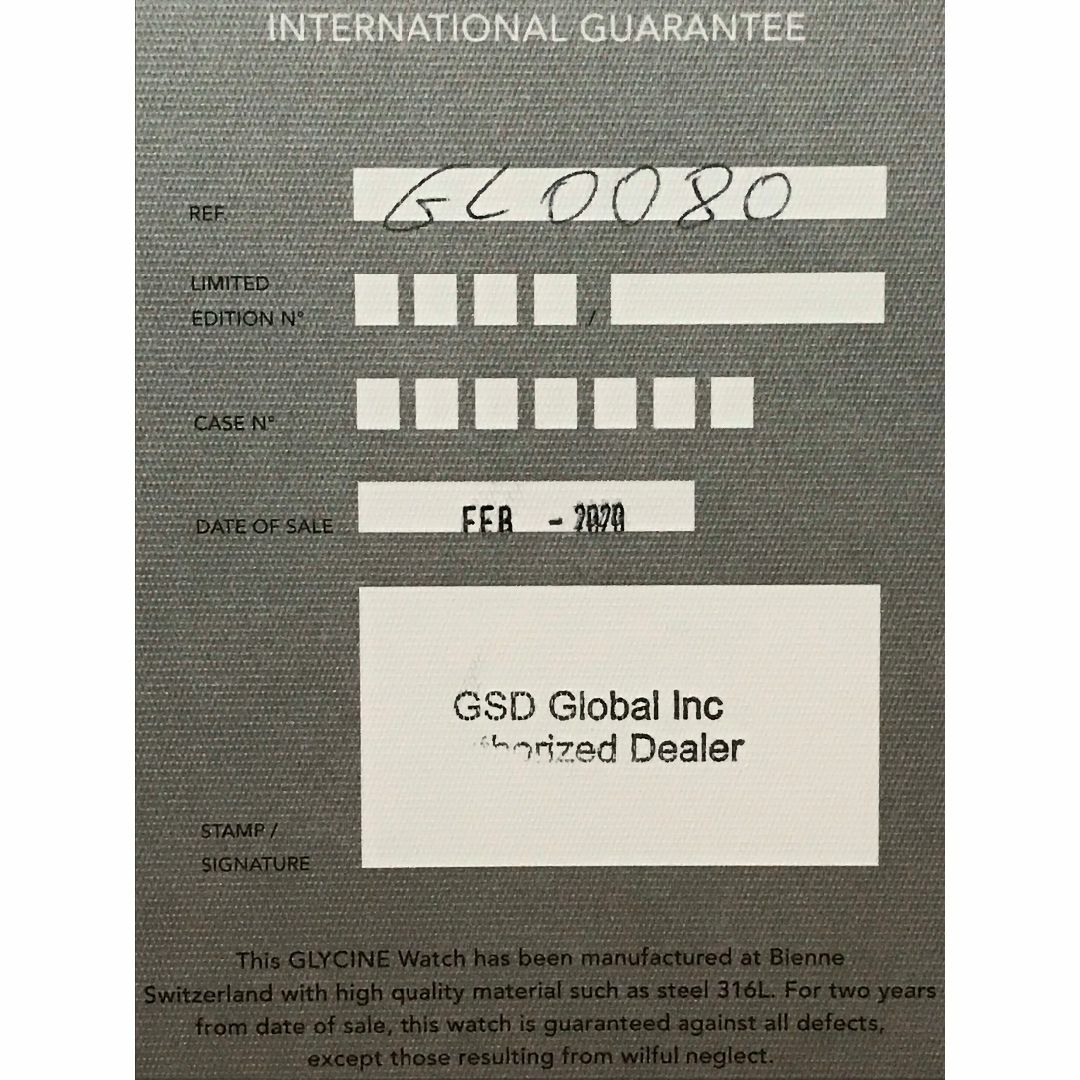 INTERNATIONAL GUARANTEE
REF.
GL0080
LIMITED
EDITION N°
/
CASE N°
DATE OF SALE
FEB - 2020
GSD Global Inc
Dealer
STAMP /
SIGNATURE
This GLYCINE Watch has been manufactured at Bienne
Switzerland with high quality material such as steel 316L. For two years
from date of sale, this watch is guaranteed against all defects,
except those resulting from wilful neglect.